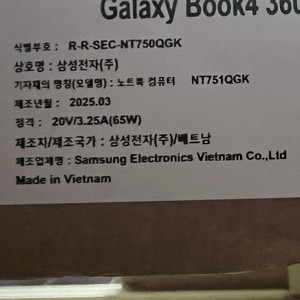 Galaxy Book4 360
식별부호 : R-R-SEC-NT750QGK
상호명 : 삼성전자(주)
기자재의 명칭(모델명) : 노트북 컴퓨터 NT751QGK
제조년월 : 2025.03
정격 : 20V/3.25A(65W)
제조자/제조국가 : 삼성전자(주)/베트남
제조업체명 : Samsung Electronics Vietnam Co.,Ltd
Made in Vietnam